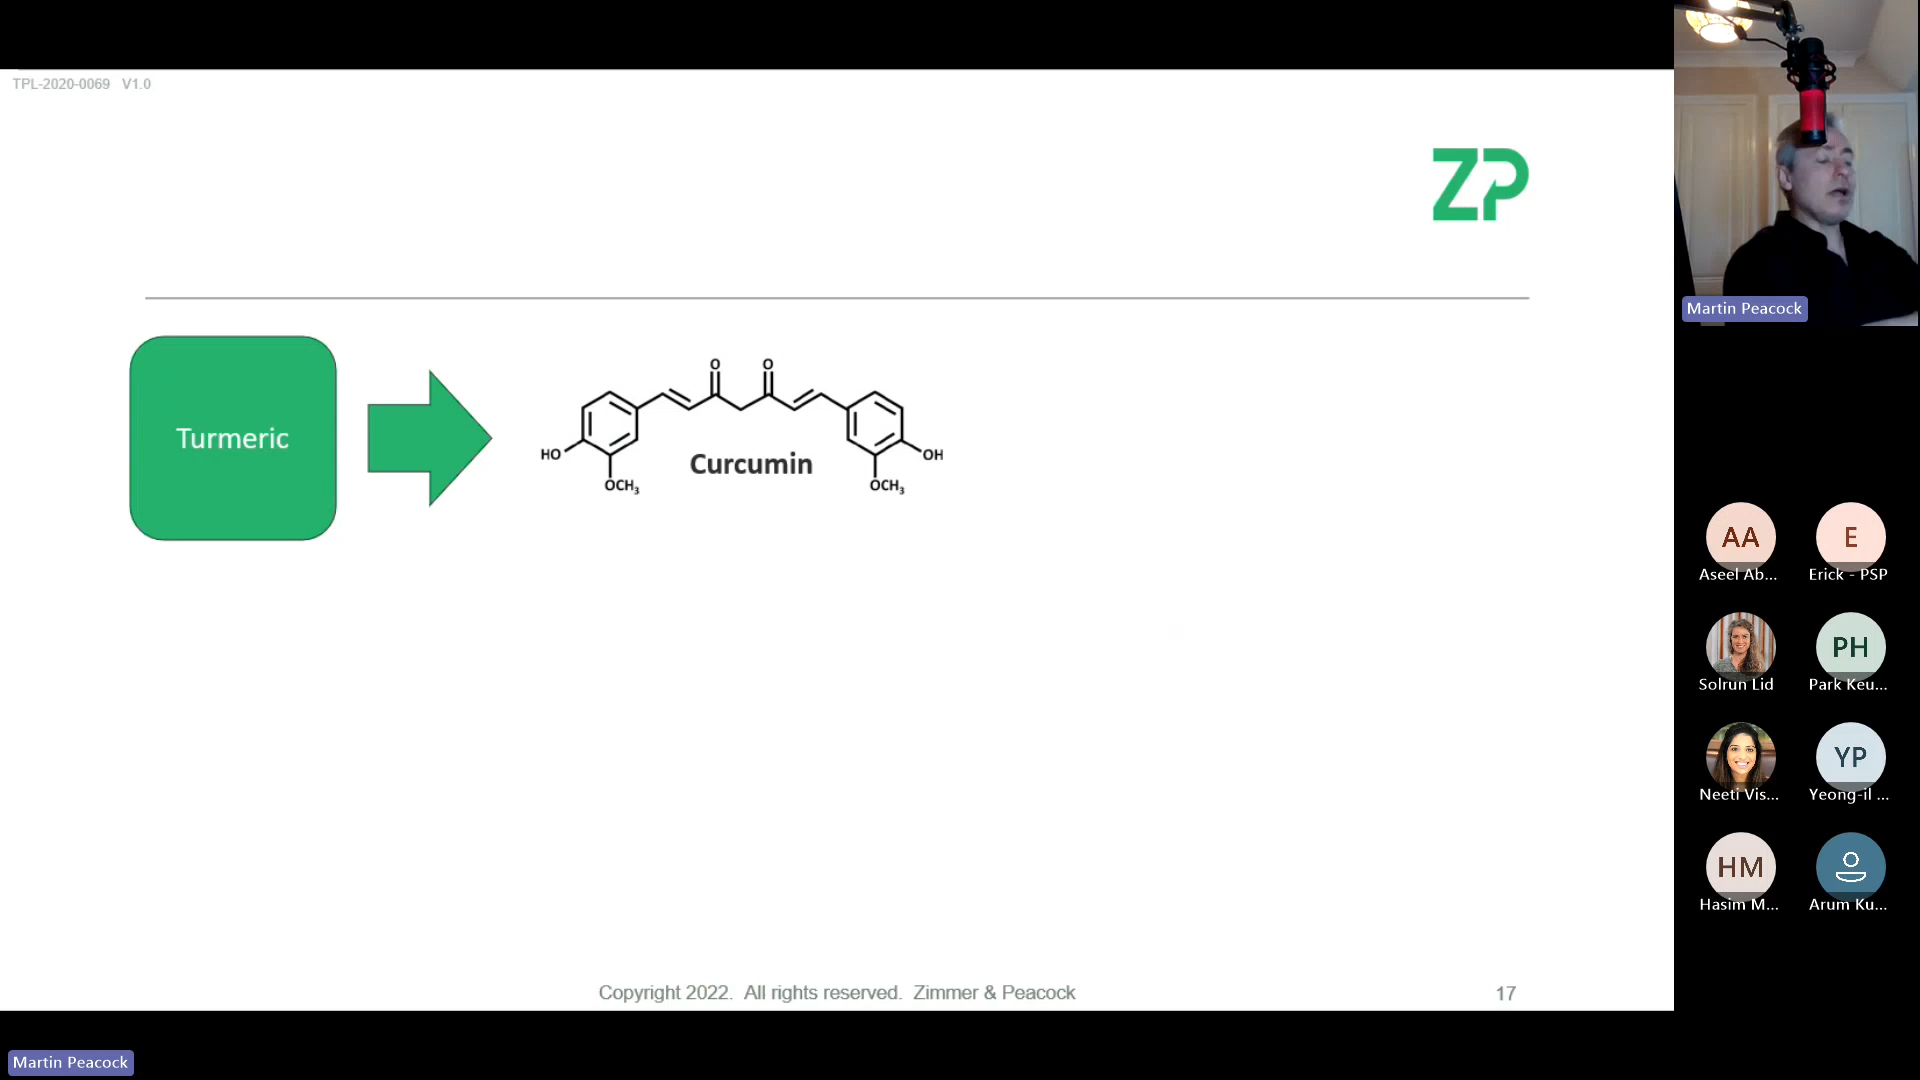 TPL-2020-0069 V1.0
ZP
Martin Peacock
Turmeric
O O
HO
OH
OCH3
OCH3
Curcumin
AA
E
Aseel Ab...
Erick - PSP
PH
Solrun Lid
Park Keu...
YP
Neeti Vis...
Yeong-il ...
HM
Hasim M...
Arum Ku...
Copyright 2022. All rights reserved. Zimmer & Peacock
17
Martin Peacock